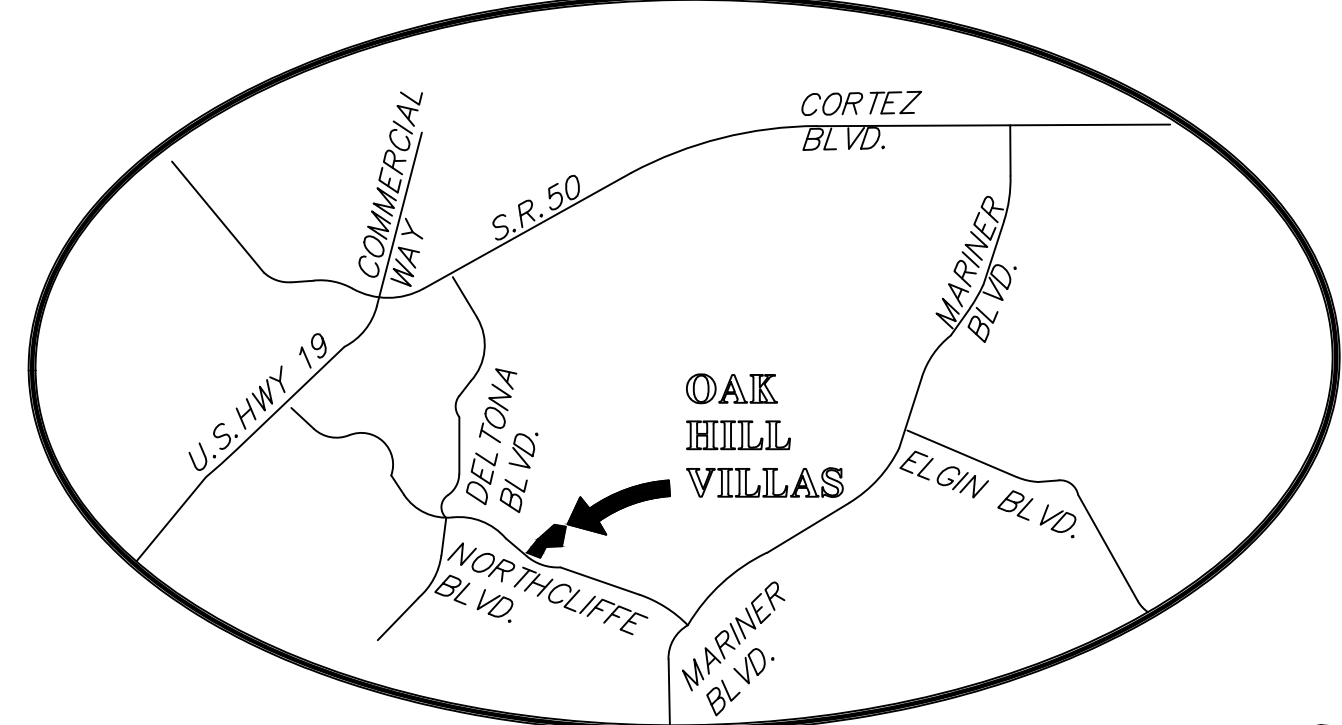 CORTEZ
BLVD.
COMMERCIAL
WAY
S.R. 50
MARINER
BLVD.
U.S. HWY 19
DELTONA
BLVD.
OAK
HILL
VILLAS
ELGIN BLVD.
NORTHCLIFFE
BLVD.
MARINER
BLVD.